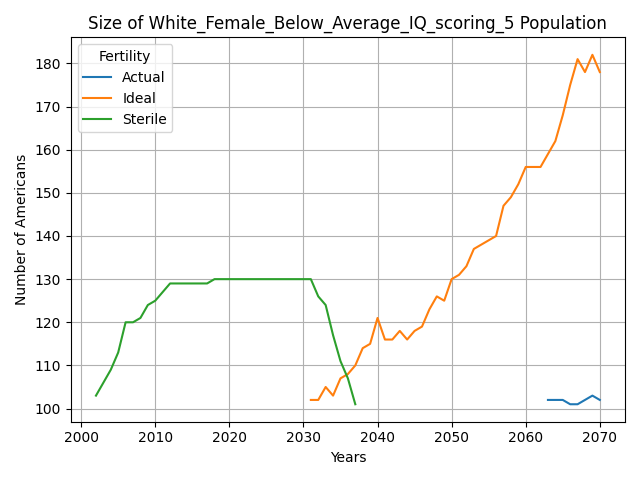 Size of White_Female_Below_Average_IQ_scoring_5 Population
Fertility
Actual
Ideal
Sterile
Number of Americans
180
170
160
150
140
130
120
110
100
2000 2010 2020 2030 2040 2050 2060 2070
Years